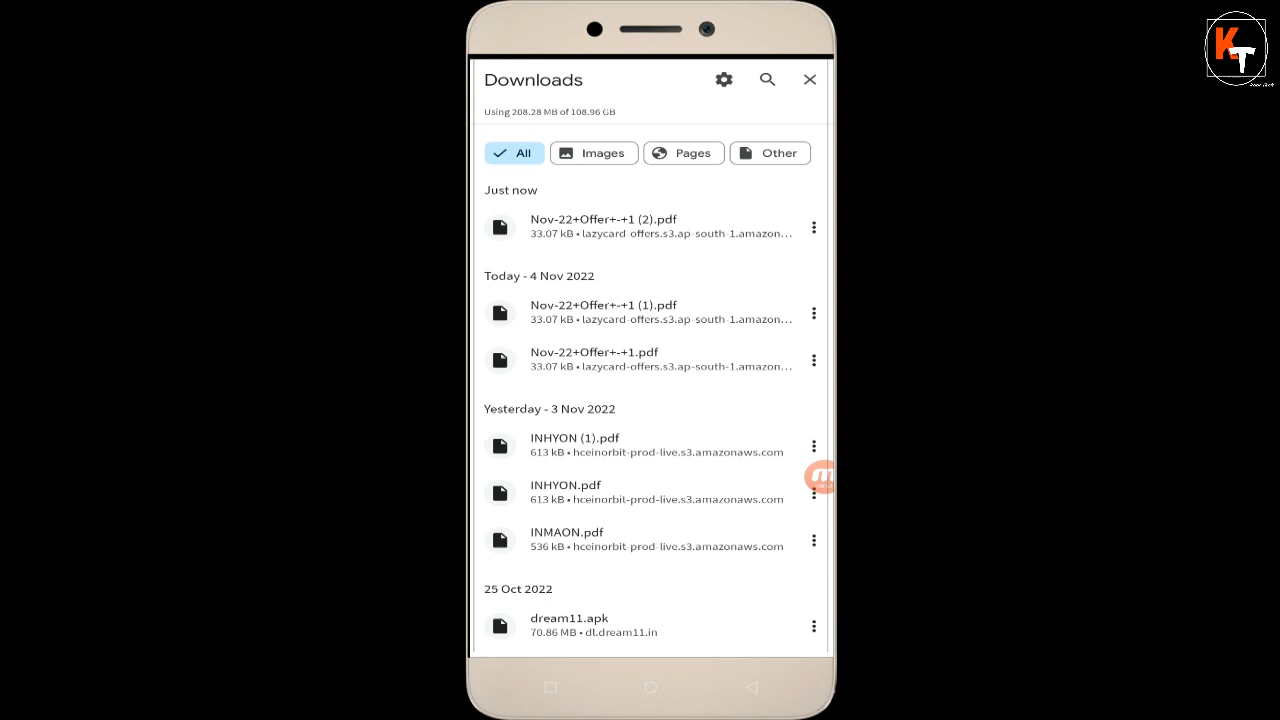 KT
Downloads
Using 208.28 MB of 108.96 GB
All
Images
Pages
Other
Just now
Nov-22+Offer+-+1 (2).pdf
33.07 kB • lazycard-offers.s3.ap-south-1.amazon...
Today - 4 Nov 2022
Nov-22+Offer+-+1 (1).pdf
33.07 kB • lazycard-offers.s3.ap-south-1.amazon...
Nov-22+Offer+-+1.pdf
33.07 kB • lazycard-offers.s3.ap-south-1.amazon...
Yesterday - 3 Nov 2022
INHYON (1).pdf
613 kB • hceinorbit-prod-live.s3.amazonaws.com
INHYON.pdf
613 kB • hceinorbit-prod-live.s3.amazonaws.com
INMAON.pdf
536 kB • hceinorbit-prod-live.s3.amazonaws.com
25 Oct 2022
dream11.apk
70.86 MB • dl.dream11.in